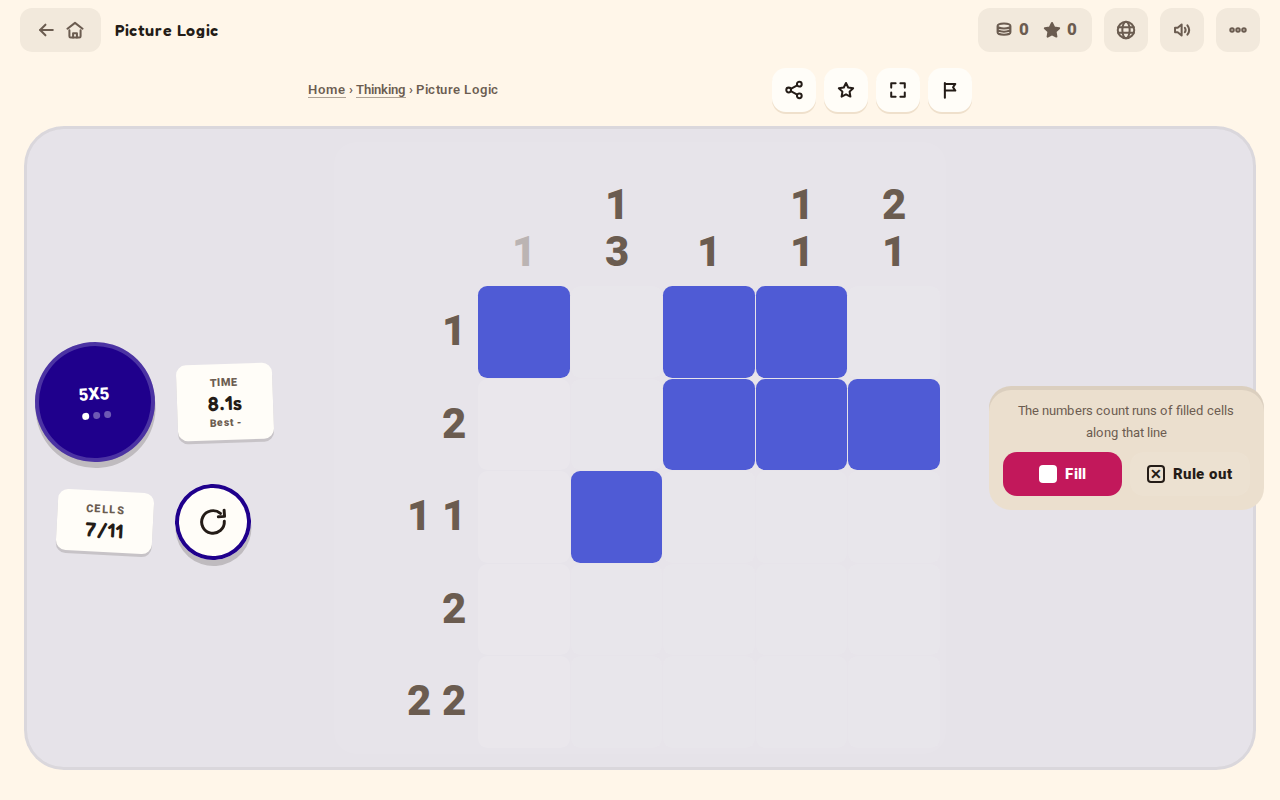 Picture Logic
0 0
Home › Thinking › Picture Logic
1 1 2
1 3 1 1 1
1
2
1 1
2
2 2
5X5
TIME
8.1s
Best -
CELLS
7/11
The numbers count runs of filled cells
along that line
Fill Rule out